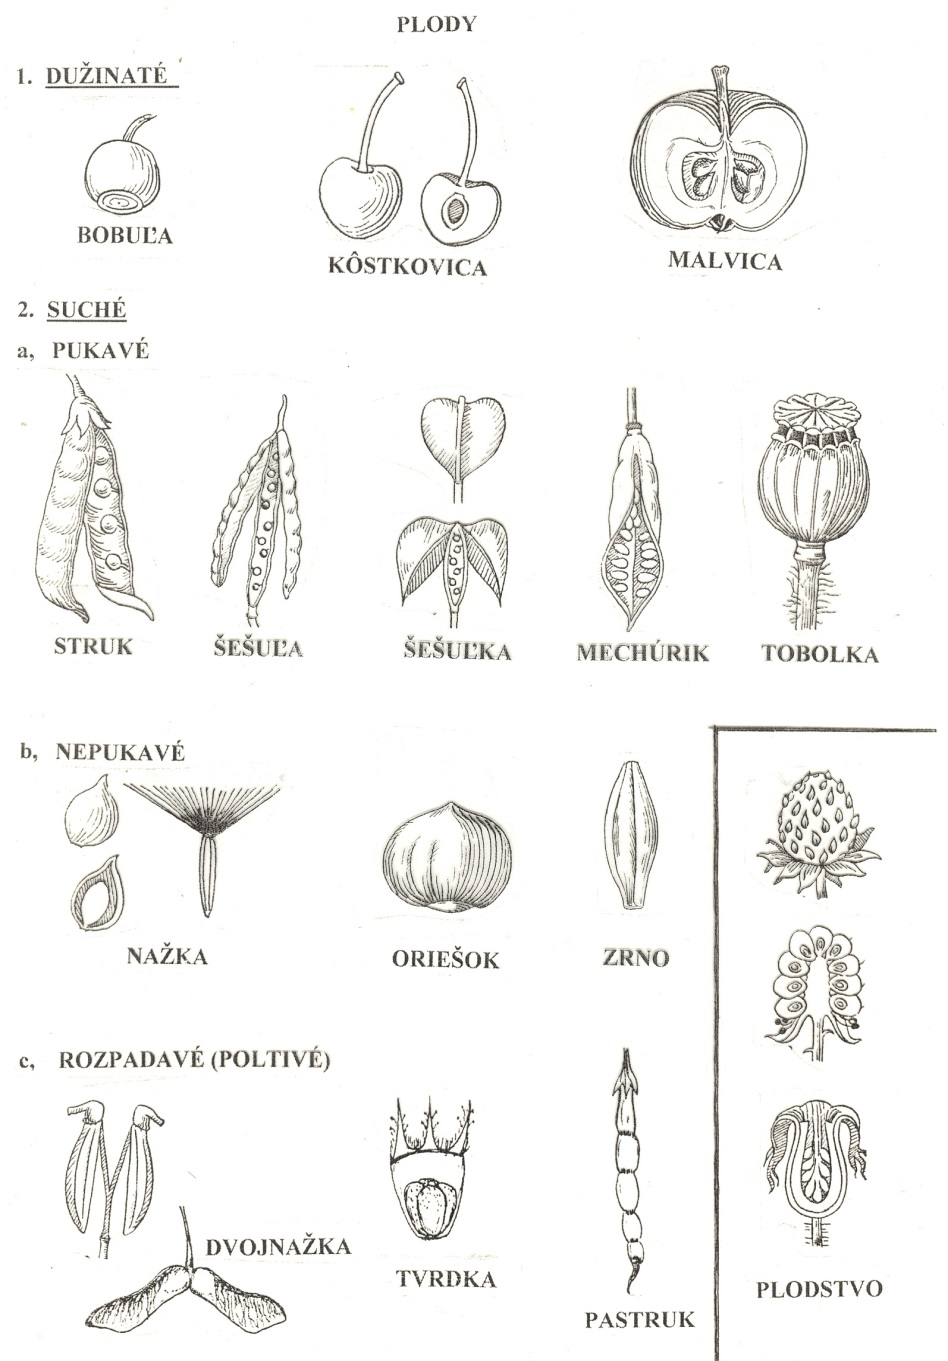 PLODY
1. DUŽINATÉ
BOBUĽA
KÔSTKOVICA
MALVICA
2. SUCHÉ
a, PUKAVÉ
STRUK
ŠEŠUĽA
ŠEŠUĽKA
MECHÚRIK
TOBOLKA
b, NEPUKAVÉ
NAŽKA
ORIEŠOK
ZRNO
c, ROZPADAVÉ (POLTIVÉ)
DVOJNAŽKA
TVRDKA
PASTRUK
PLODSTVO